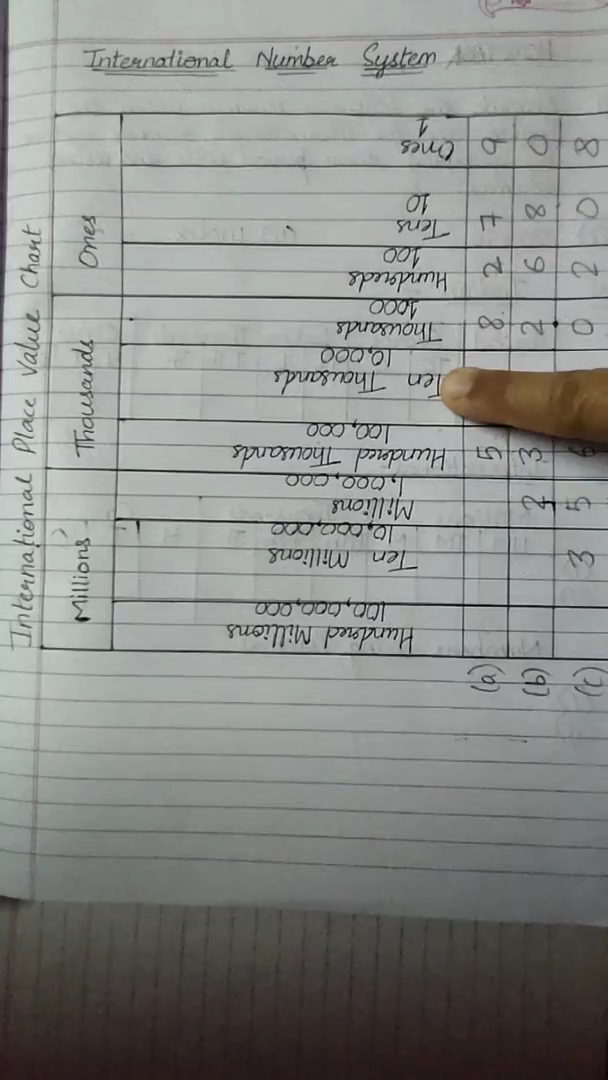 International Number System
International Place Value Chart
Millions Thousands Ones
Hundred Millions Ten Millions Millions Hundred Thousands Ten Thousands Thousands Hundreds Tens Ones
100,000,000 10,000,000 1,000,000 100,000 10,000 1000 100 10 1
(a) 5 8 2 7 9
(b) 2 3 2 6 8 0
(c) 3 5 0 2 0 8